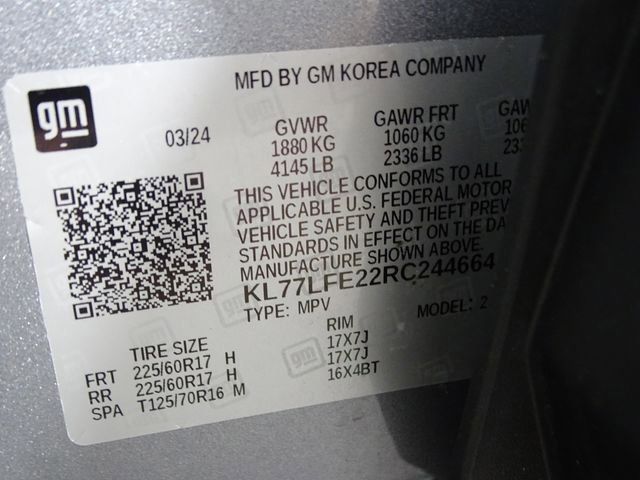 gm
MFD BY GM KOREA COMPANY
03/24
GVWR GAWR FRT GAW
1880 KG 1060 KG 106
4145 LB 2336 LB 233
THIS VEHICLE CONFORMS TO ALL
APPLICABLE U.S. FEDERAL MOTOR
VEHICLE SAFETY AND THEFT PREV
STANDARDS IN EFFECT ON THE DA
MANUFACTURE SHOWN ABOVE.
KL77LFE22RC244664
TYPE: MPV MODEL: 2
TIRE SIZE RIM
FRT 225/60R17 H 17X7J
RR 225/60R17 H 17X7J
SPA T125/70R16 M 16X4BT